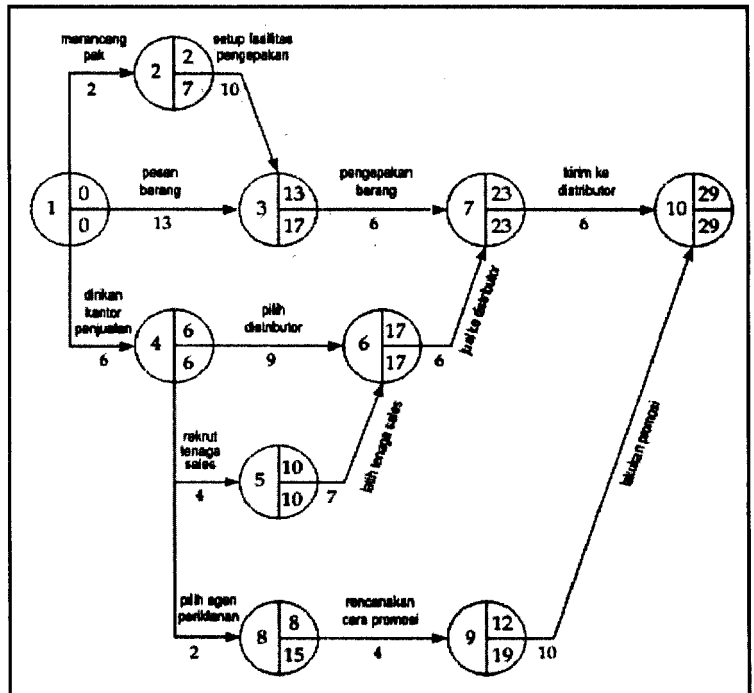 merancang
pak
2
2
2
7
setup fasilitas
pengepakan
10
1
0
0
pesan
barang
13
3
13
17
pengepakan
barang
6
7
23
23
kirim ke
distributor
6
10
29
29
dirikan
kantor
penjualan
6
4
6
6
pilih
distributor
9
6
17
17
6
jual ke distributor
rekrut
tenaga
sales
4
5
10
10
7
latih tenaga sales
pilih agen
periklanan
2
8
8
15
rencanakan
cara promosi
4
9
12
19
10
lakukan promosi